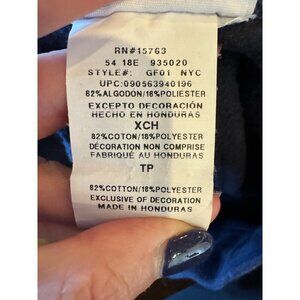 RN#15763
54 18E 935020
STYLE#: GF01 NYC
UPC:090563940196
82%ALGODON/18%POLIÉSTER
EXCEPTO DECORACIÓN
HECHO EN HONDURAS
XCH
82%COTON/18%POLYESTER
DÉCORATION NON COMPRISE
FABRIQUÉ AU HONDURAS
TP
82%COTTON/18%POLYESTER
EXCLUSIVE OF DECORATION
MADE IN HONDURAS